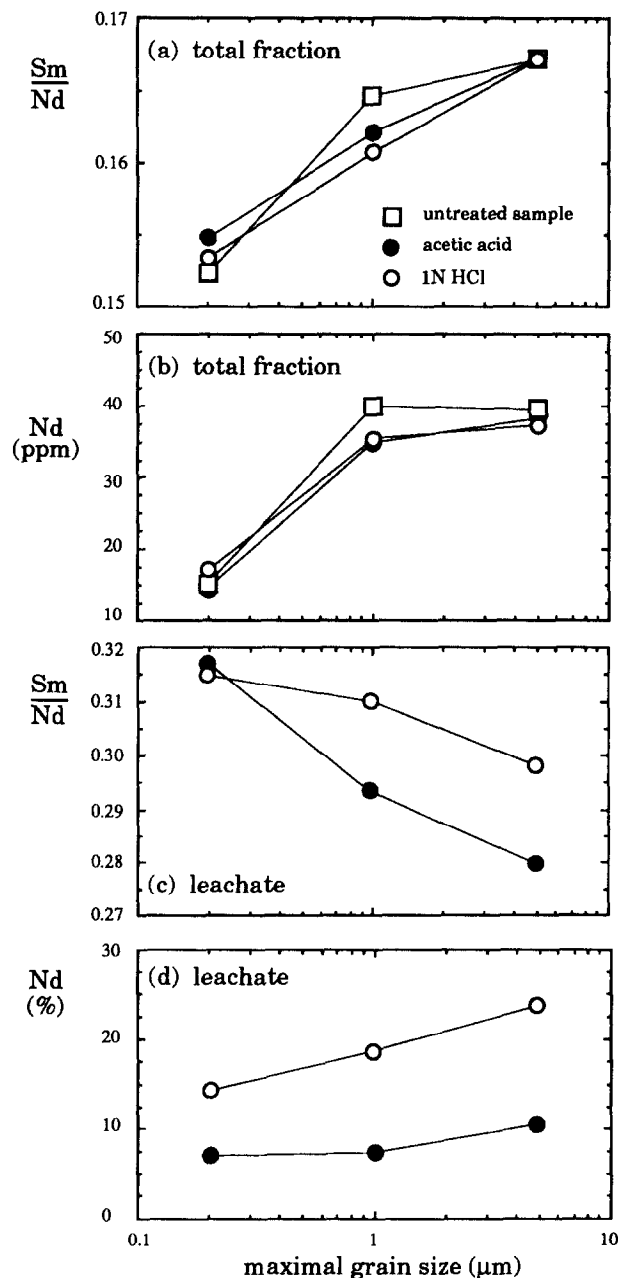 0.17
(a) total fraction
Sm
Nd
0.16
untreated sample
acetic acid
1N HCl
0.15
50
(b) total fraction
40
Nd
(ppm)
30
20
10
0.32
Sm
Nd
0.31
0.30
0.29
0.28
(c) leachate
0.27
30
Nd
(%)
(d) leachate
20
10
0
0.1
1
10
maximal grain size (μm)